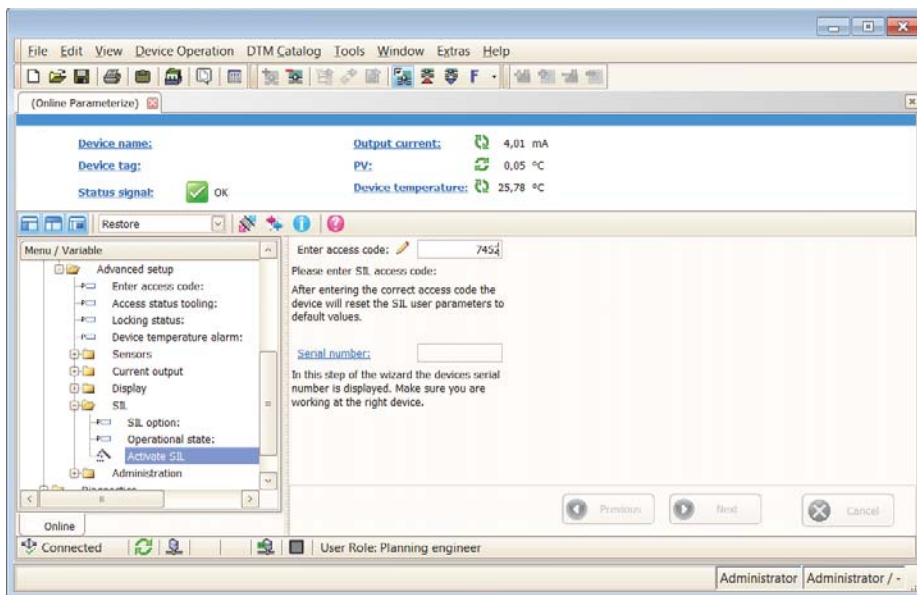 File Edit View Device Operation DTM Catalog Tools Window Extras Help
F
(Online Parameterize)
Device name: Output current: 4,01 mA
Device tag: PV: 0,05 °C
Status signal: OK Device temperature: 25,78 °C
Restore
Menu / Variable
Advanced setup
Enter access code:
Access status tooling:
Locking status:
Device temperature alarm:
Sensors
Current output
Display
SIL
SIL option:
Operational state:
Activate SIL
Administration
Diagnostics
Online
Enter access code: 7452
Please enter SIL access code:
After entering the correct access code the
device will reset the SIL user parameters to
default values.
Serial number:
In this step of the wizard the devices serial
number is displayed. Make sure you are
working at the right device.
Previous Next Cancel
Connected User Role: Planning engineer
Administrator Administrator / -